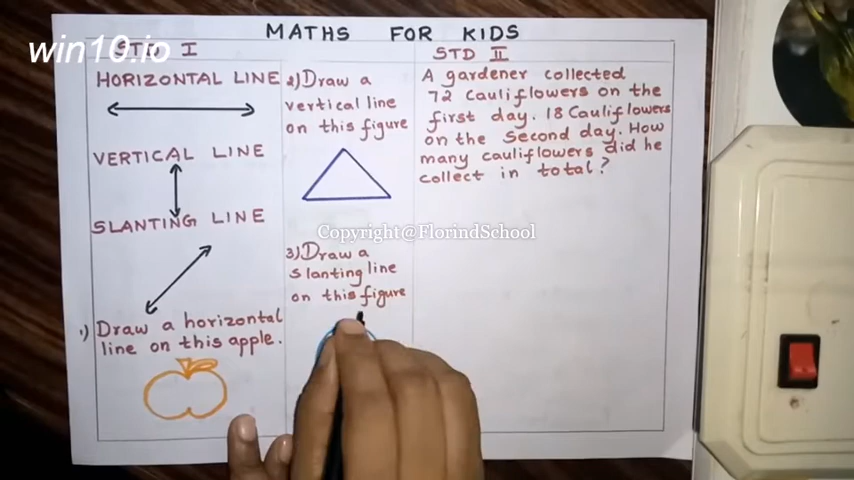 win10.io
MATHS FOR KIDS
STD I
HORIZONTAL LINE
VERTICAL LINE
SLANTING LINE
1) Draw a horizontal
line on this apple.
2) Draw a
vertical line
on this figure
3) Draw a
slanting line
on this figure
STD II
A gardener collected
72 Cauliflowers on the
first day. 18 Cauliflowers
on the Second day. How
many cauliflowers did he
collect in total?
Copyright@FlorindSchool